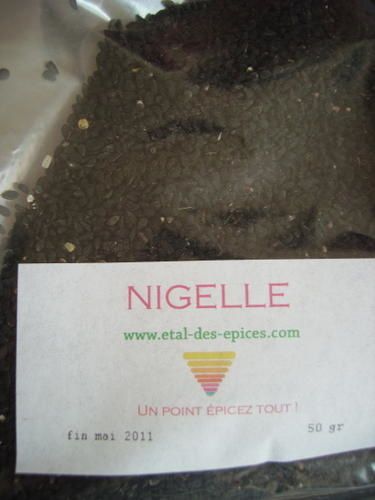 NIGELLE
www.etal-des-epices.com
UN POINT ÉPICEZ TOUT !
fin mai 2011 50 gr